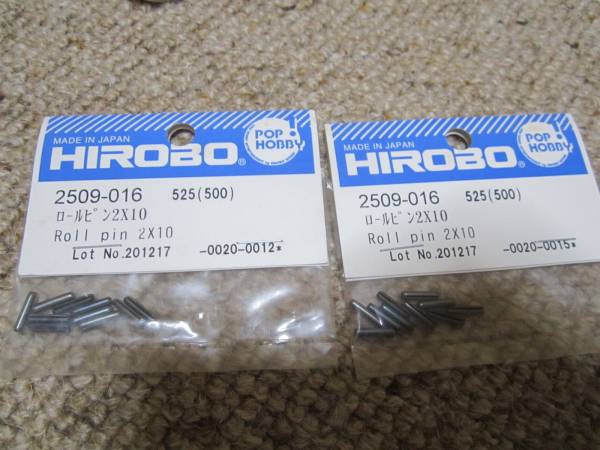 MADE IN JAPAN
HIROBO®
POP!
HOBBY
2509-016 525(500)
ロールピン2X10
Roll pin 2X10
Lot No.201217 -0020-0012*
MADE IN JAPAN
HIROBO®
POP!
HOBBY
2509-016 525(500)
ロールピン2X10
Roll pin 2X10
Lot No.201217 -0020-0015*